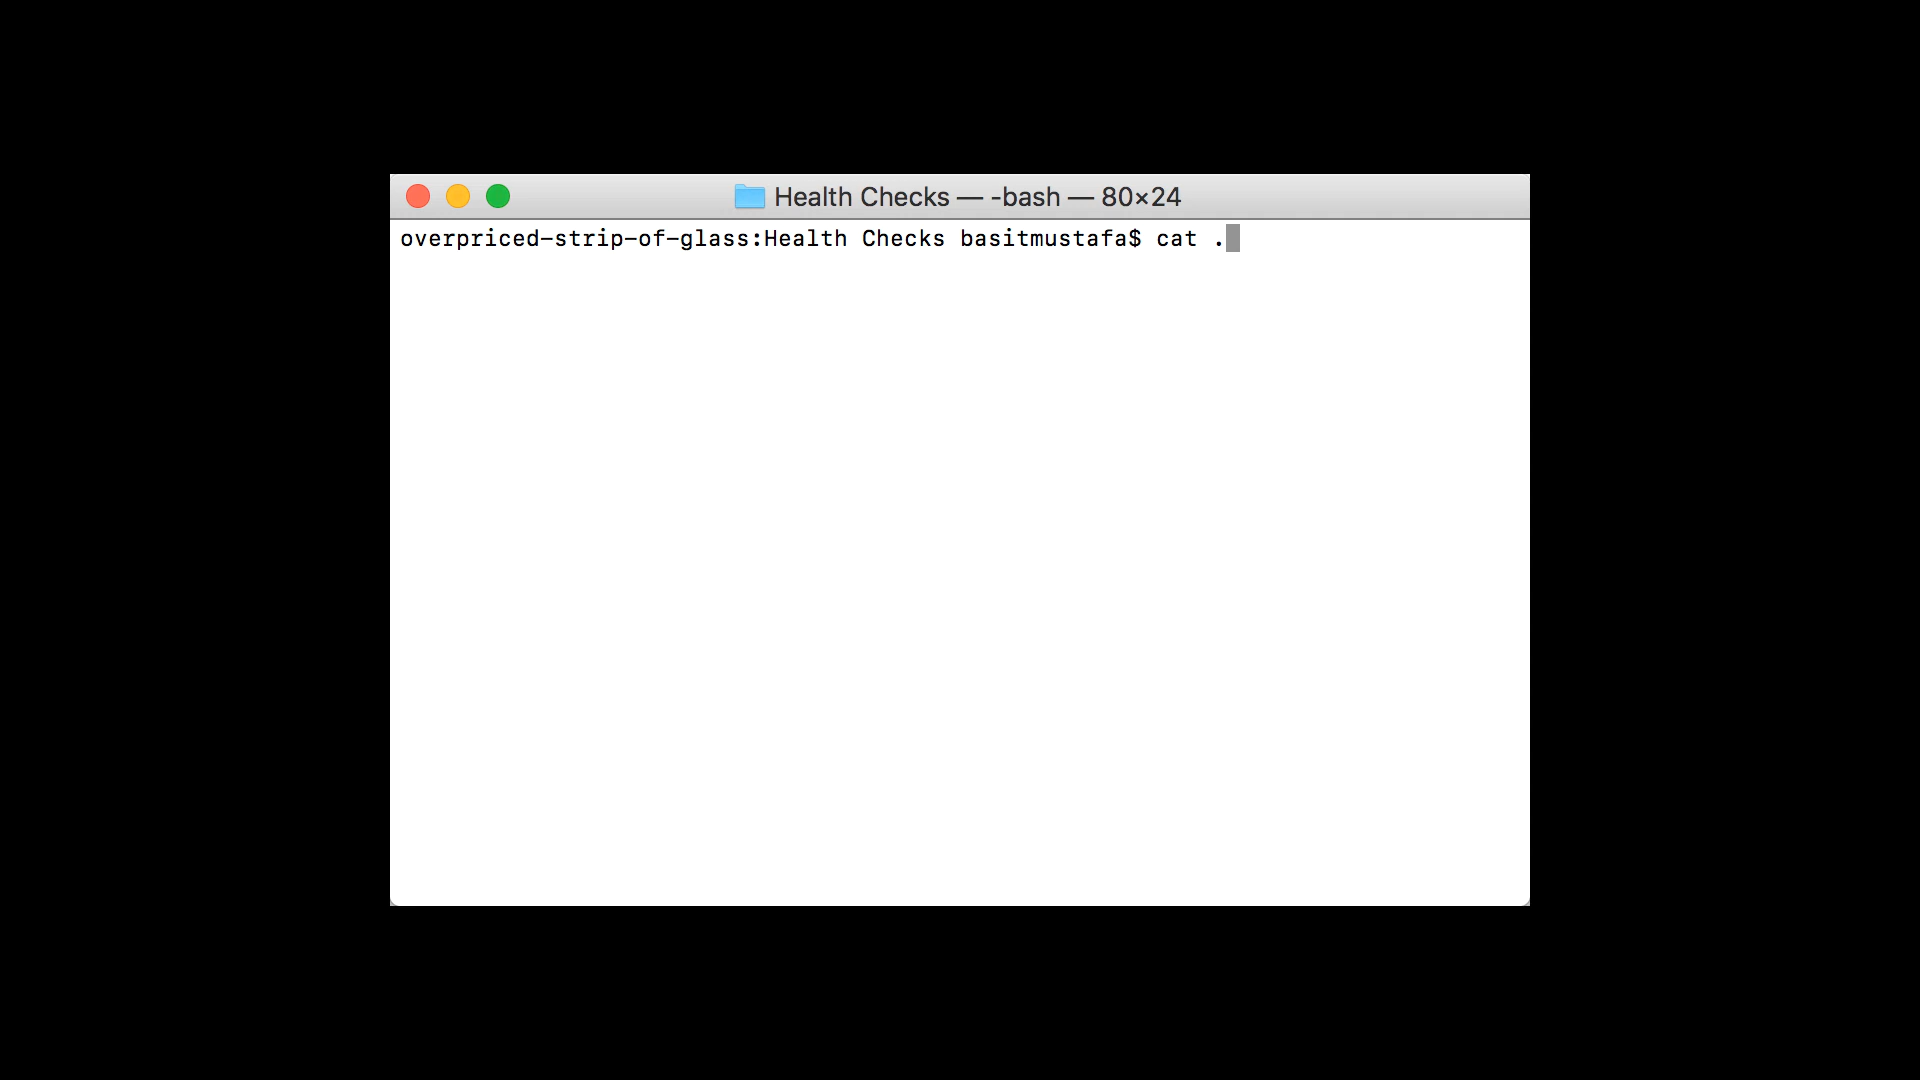 Health Checks — -bash — 80×24
overpriced-strip-of-glass:Health Checks basitmustafa$ cat .